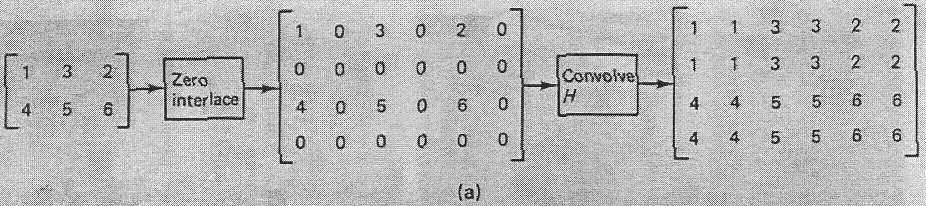 1 3 2
4 5 6
Zero
interlace
1 0 3 0 2 0
0 0 0 0 0 0
4 0 5 0 6 0
0 0 0 0 0 0
Convolve
H
1 1 3 3 2 2
1 1 3 3 2 2
4 4 5 5 6 6
4 4 5 5 6 6
(a)